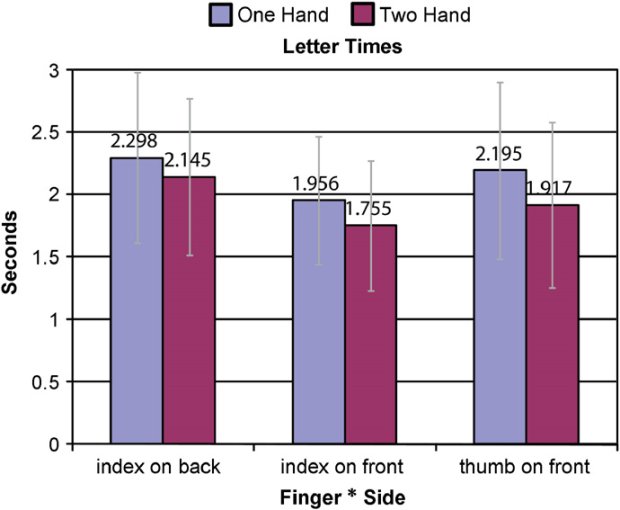 One Hand Two Hand
Letter Times
3
2.5
2
1.5
1
0.5
0
Seconds
2.298
2.145
1.956
1.755
2.195
1.917
index on back
index on front
thumb on front
Finger * Side